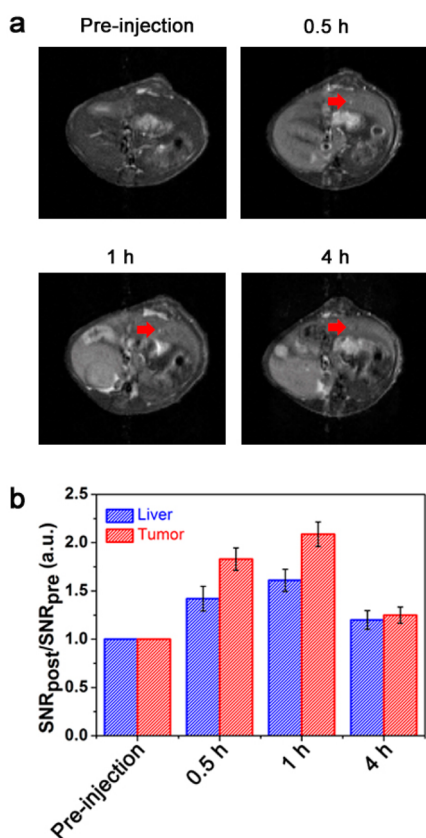 a
Pre-injection 0.5 h
1 h 4 h
b
SNRpost/SNRpre (a.u.)
2.5
2.0
1.5
1.0
0.5
0.0
Liver
Tumor
Pre-injection 0.5 h 1 h 4 h